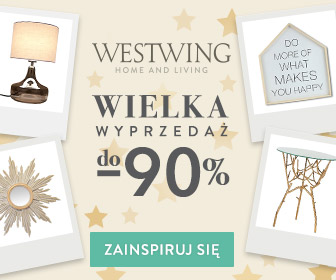 WESTWING
HOME AND LIVING
DO
MORE OF
WHAT
MAKES
YOU HAPPY
WIELKA
WYPRZEDAŻ
do -90%
ZAINSPIRUJ SIĘ